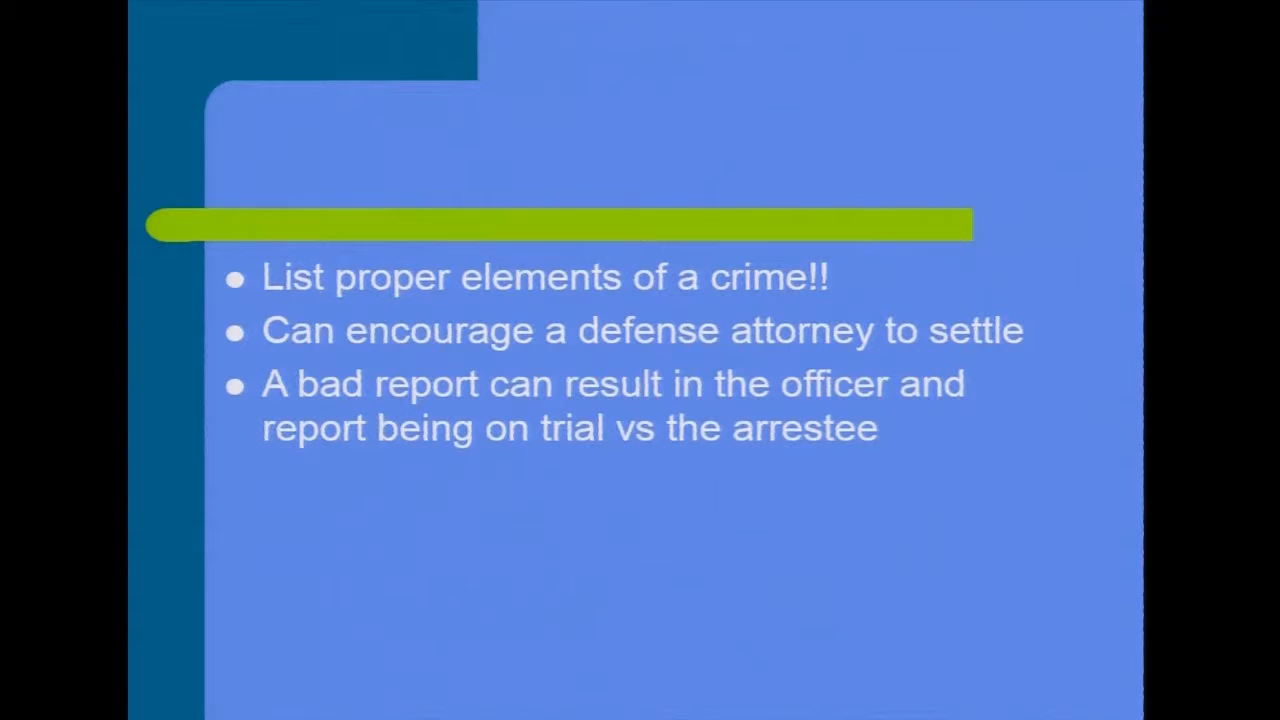 ● List proper elements of a crime!!
● Can encourage a defense attorney to settle
● A bad report can result in the officer and
report being on trial vs the arrestee